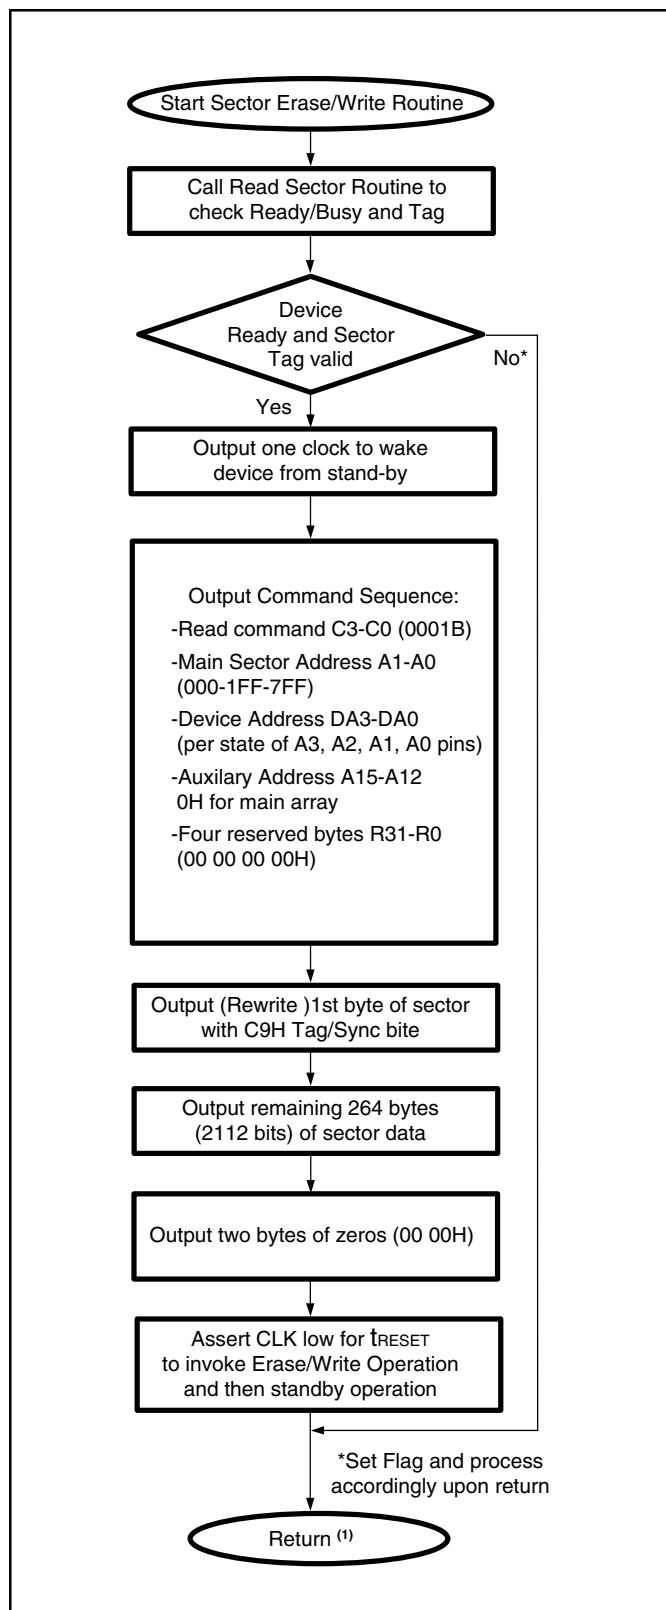 Start Sector Erase/Write Routine
Call Read Sector Routine to
check Ready/Busy and Tag
Device
Ready and Sector
Tag valid
No*
Yes
Output one clock to wake
device from stand-by
Output Command Sequence:
-Read command C3-C0 (0001B)
-Main Sector Address A1-A0
(000-1FF-7FF)
-Device Address DA3-DA0
(per state of A3, A2, A1, A0 pins)
-Auxilary Address A15-A12
0H for main array
-Four reserved bytes R31-R0
(00 00 00 00H)
Output (Rewrite )1st byte of sector
with C9H Tag/Sync bite
Output remaining 264 bytes
(2112 bits) of sector data
Output two bytes of zeros (00 00H)
Assert CLK low for tRESET
to invoke Erase/Write Operation
and then standby operation
*Set Flag and process
accordingly upon return
Return (1)